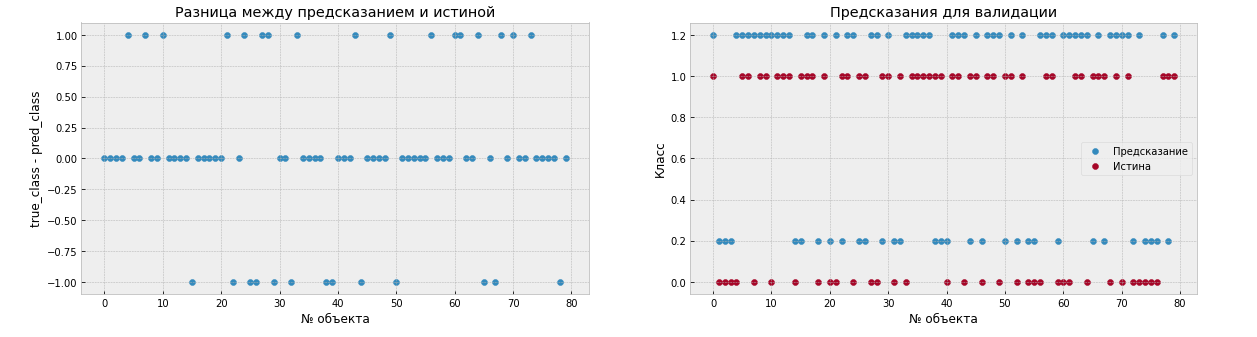 Разница между предсказанием и истиной
true_class - pred_class
1.00
0.75
0.50
0.25
0.00
−0.25
−0.50
−0.75
−1.00
0 10 20 30 40 50 60 70 80
№ объекта
Предсказания для валидации
Класс
1.2
1.0
0.8
0.6
0.4
0.2
0.0
Предсказание
Истина
0 10 20 30 40 50 60 70 80
№ объекта